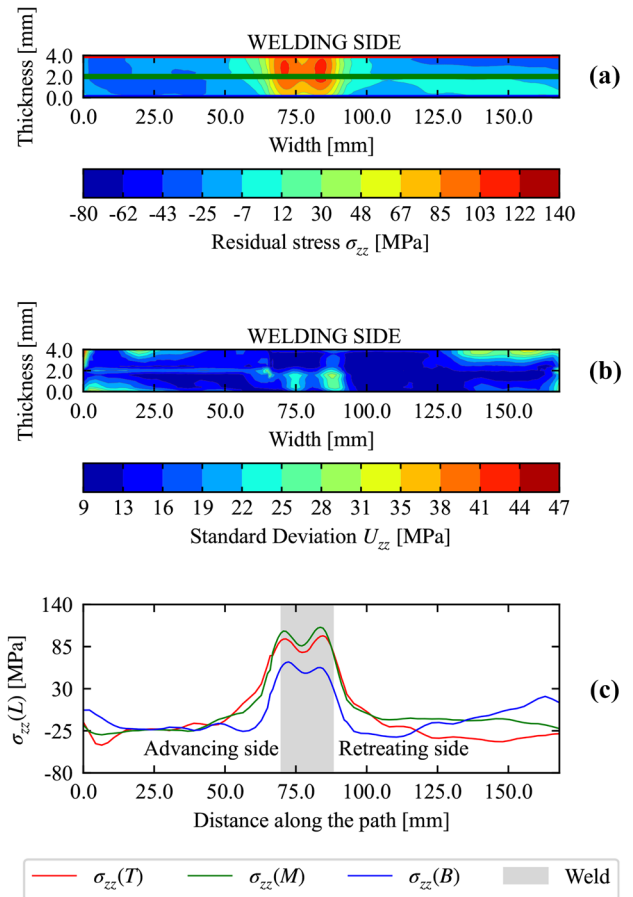 WELDING SIDE
Thickness [mm]
4.0
2.0
0.0
0.0 25.0 50.0 75.0 100.0 125.0 150.0
Width [mm]
(a)
-80 -62 -43 -25 -7 12 30 48 67 85 103 122 140
Residual stress σzz [MPa]
WELDING SIDE
Thickness [mm]
4.0
2.0
0.0
0.0 25.0 50.0 75.0 100.0 125.0 150.0
Width [mm]
(b)
9 13 16 19 22 25 28 31 35 38 41 44 47
Standard Deviation Uzz [MPa]
σzz(L) [MPa]
140
85
30
-25
-80
(c)
Advancing side Retreating side
0.0 25.0 50.0 75.0 100.0 125.0 150.0
Distance along the path [mm]
σzz(T) σzz(M) σzz(B) Weld